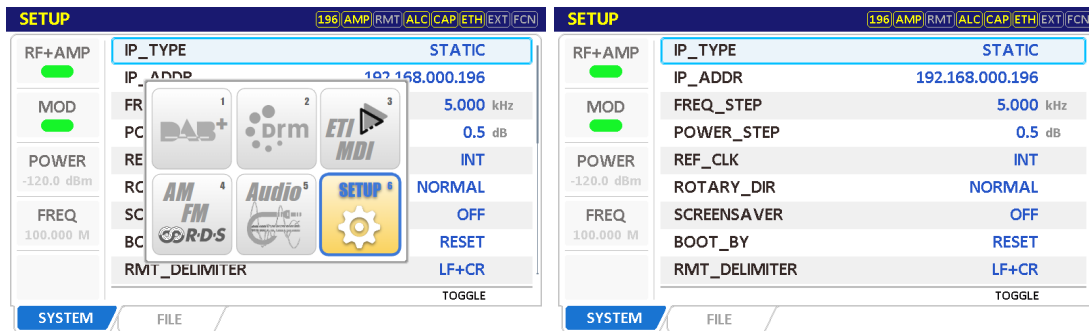 SETUP 196 AMP RMT ALC CAP ETH EXT FCN
RF+AMP
MOD
POWER
-120.0 dBm
FREQ
100.000 M
IP_TYPE STATIC
IP_ADDR 192.168.000.196
FR 5.000 kHz
PO 0.5 dB
RE INT
RO NORMAL
SC OFF
BO RESET
RMT_DELIMITER LF+CR
TOGGLE
1 DAB+
2 Drm
3 ETI MDI
4 AM FM RDS
5 Audio
6 SETUP
SYSTEM FILE
SETUP 196 AMP RMT ALC CAP ETH EXT FCN
RF+AMP
MOD
POWER
-120.0 dBm
FREQ
100.000 M
IP_TYPE STATIC
IP_ADDR 192.168.000.196
FREQ_STEP 5.000 kHz
POWER_STEP 0.5 dB
REF_CLK INT
ROTARY_DIR NORMAL
SCREENSAVER OFF
BOOT_BY RESET
RMT_DELIMITER LF+CR
TOGGLE
SYSTEM FILE